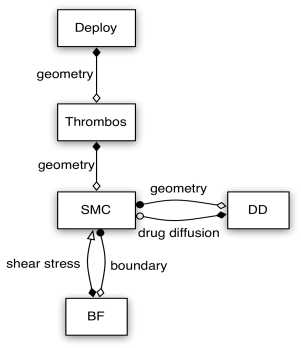 Deploy
geometry
Thrombos
geometry
geometry
SMC
DD
drug diffusion
shear stress
boundary
BF